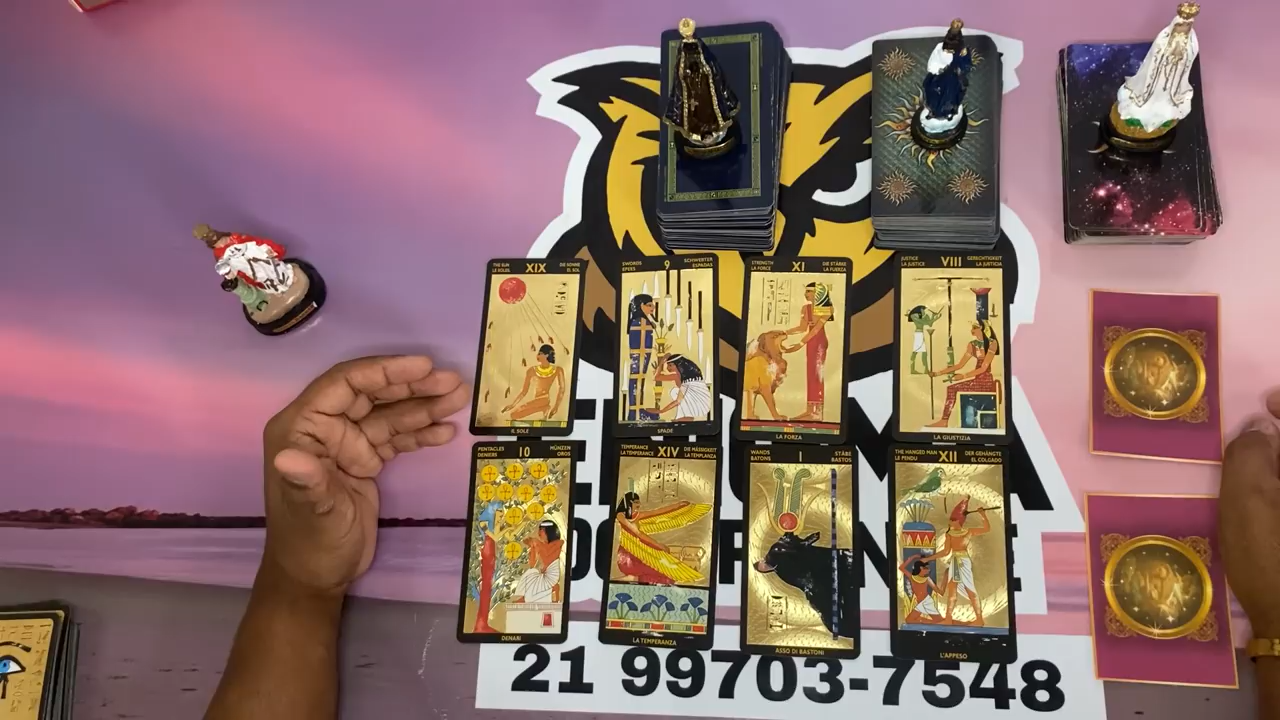 THE SUN XIX DIE SONNE
LE SOLEIL EL SOL
IL SOLE
SWORDS 9 SCHWERTER
EPEES ESPADAS
SPADE
STRENGTH XI DIE STÄRKE
LA FORCE LA FUERZA
LA FORZA
JUSTICE VIII GERECHTIGKEIT
LA JUSTICE LA JUSTICIA
LA GIUSTIZIA
PENTACLES 10 MÜNZEN
DENIERS OROS
DENARI
TEMPERANCE XIV DIE MÄSSIGKEIT
LA TEMPERANCE LA TEMPLANZA
LA TEMPERANZA
WANDS I STÄBE
BATONS BASTOS
ASSO DI BASTONI
THE HANGED MAN XII DER GEHÄNGTE
LE PENDU EL COLGADO
L'APPESO
21 99703-7548